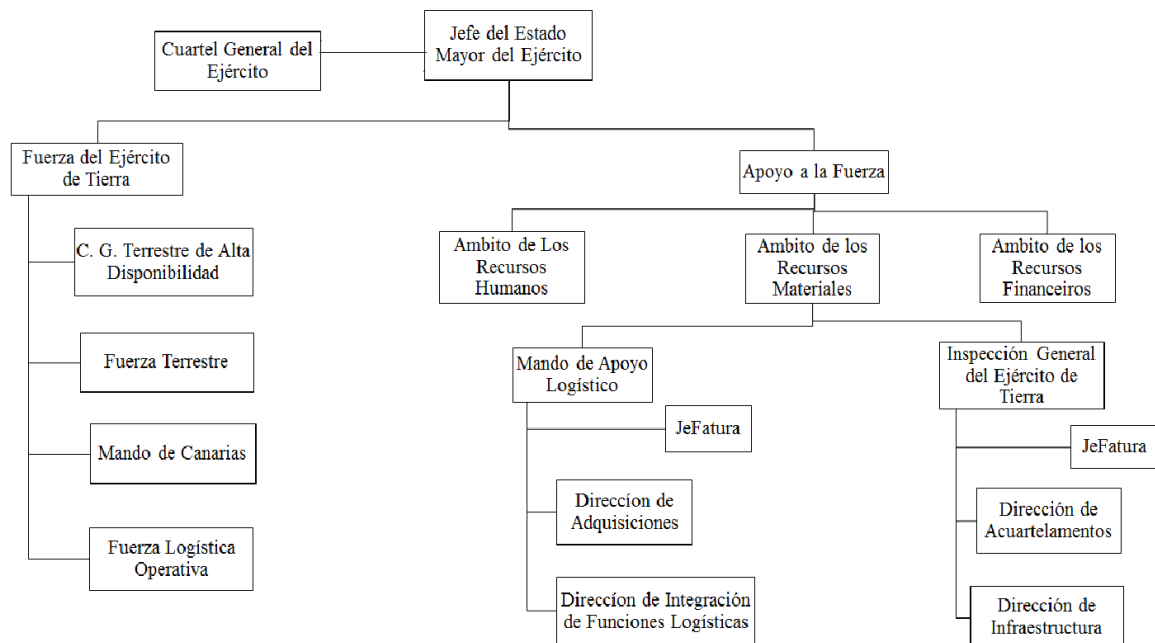 Jefe del Estado
Mayor del Ejército
Cuartel General del
Ejército
Fuerza del Ejército
de Tierra
Apoyo a la Fuerza
C. G. Terrestre de Alta
Disponibilidad
Fuerza Terrestre
Mando de Canarias
Fuerza Logística
Operativa
Ambito de Los
Recursos
Humanos
Ambito de los
Recursos
Materiales
Ambito de los
Recursos
Financeiros
Mando de Apoyo
Logístico
JeFatura
Direccíon de
Adquisiciones
Direccíon de Integración
de Funciones Logísticas
Inspección General
del Ejército de
Tierra
JeFatura
Dirección de
Acuartelamentos
Dirección de
Infraestructura